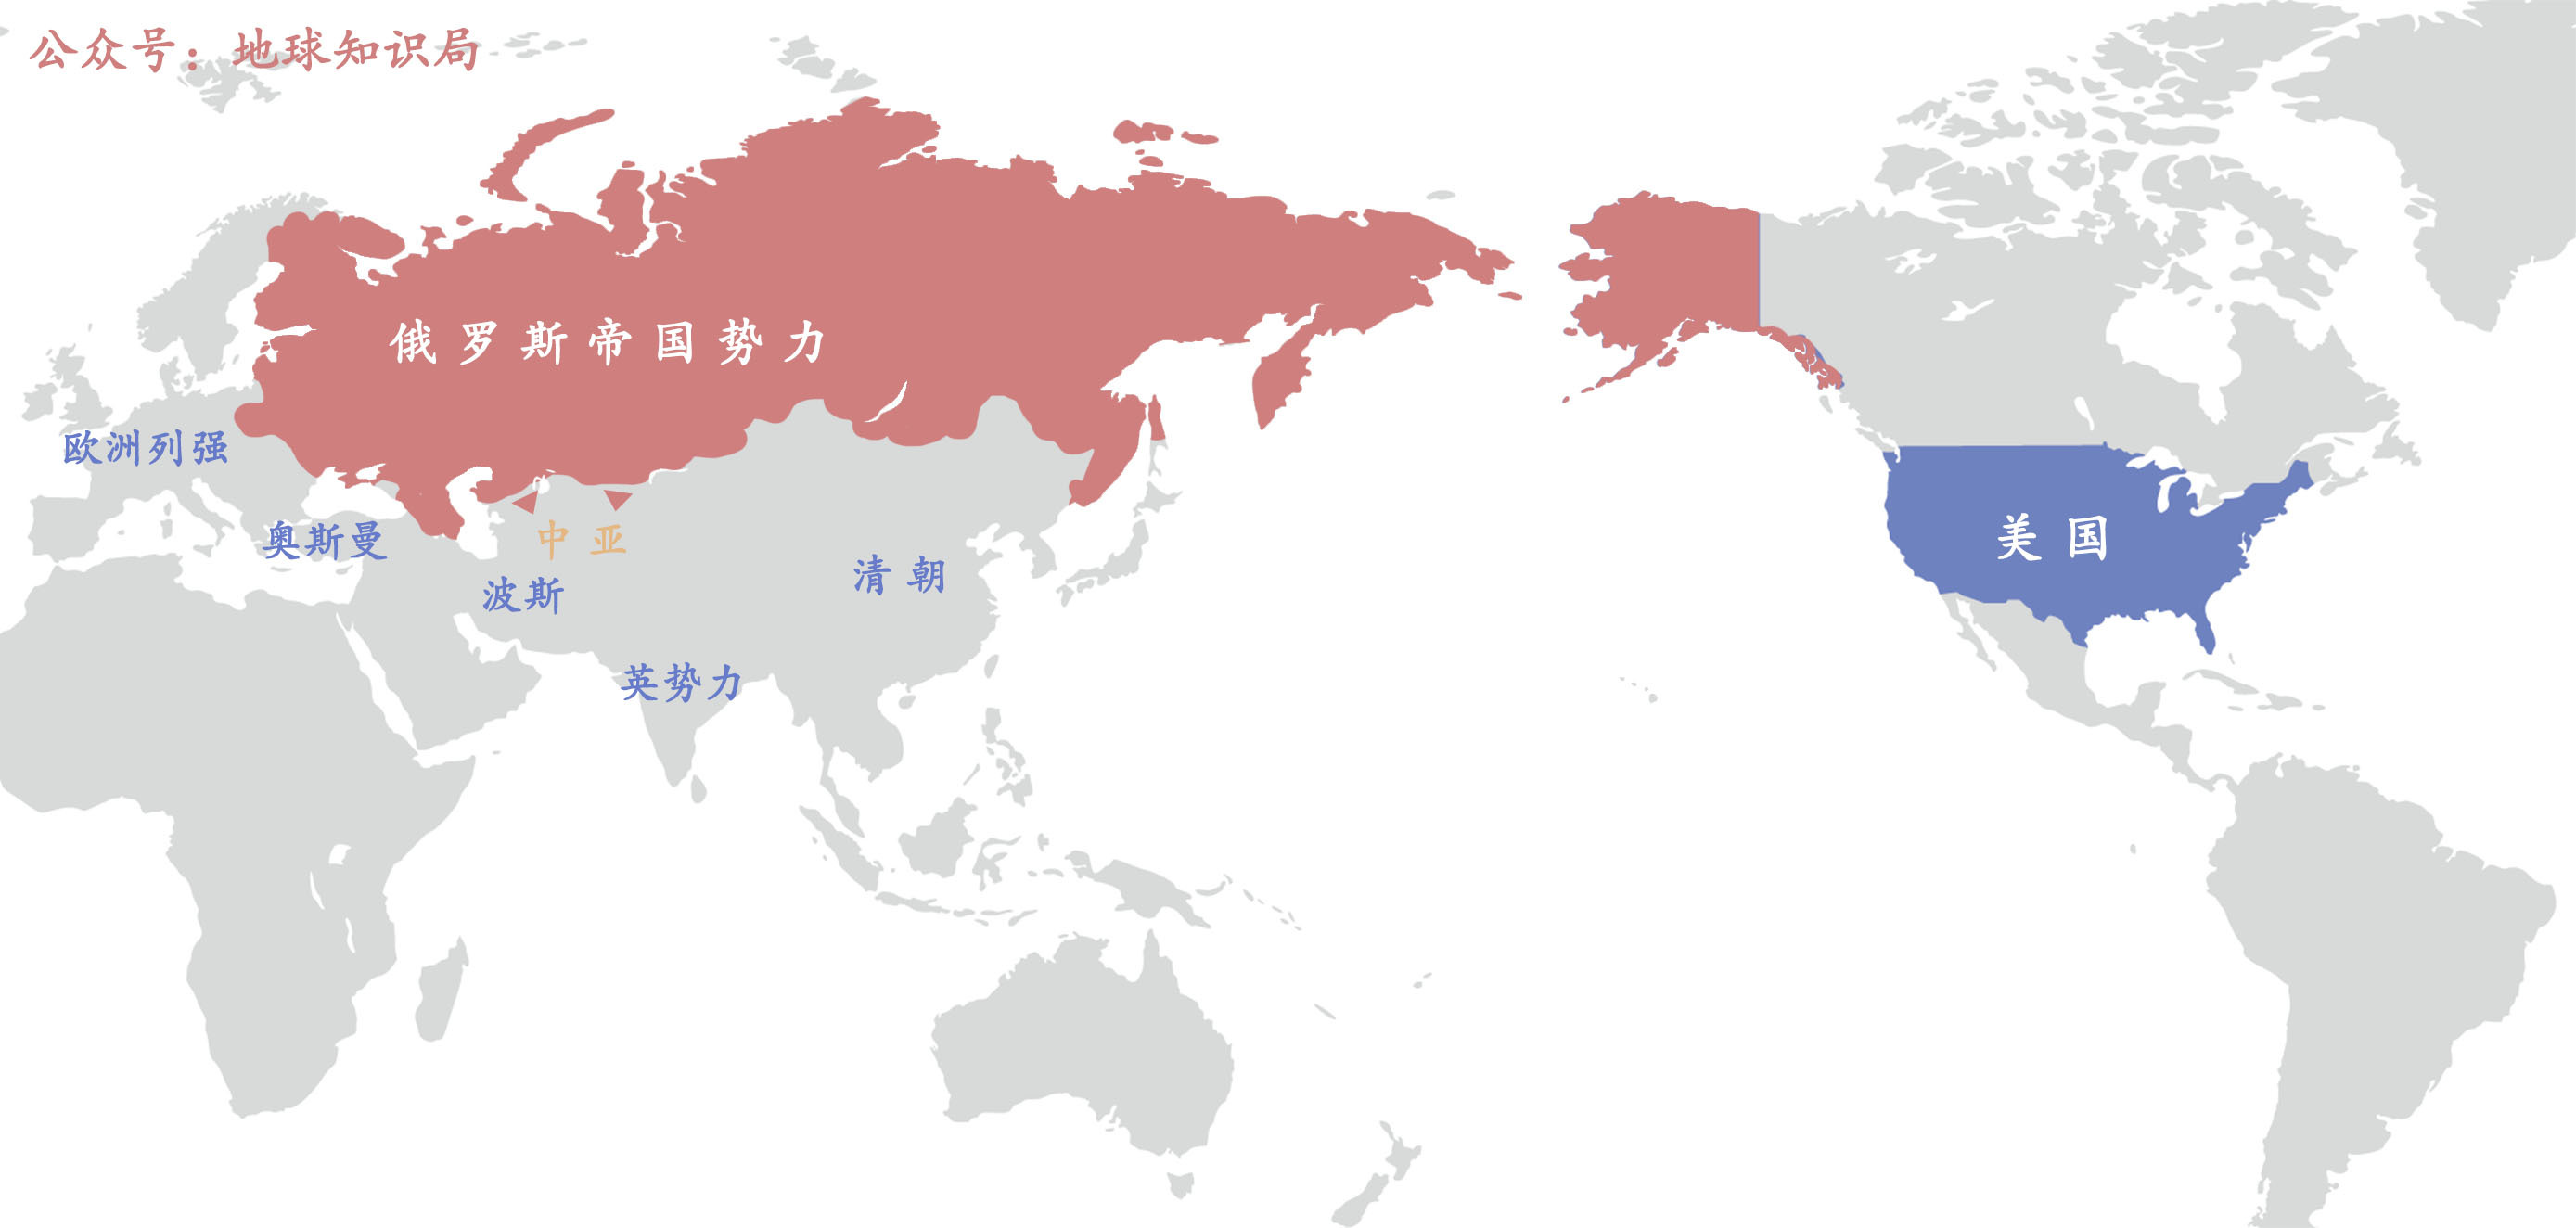 公众号：地球知识局
俄罗斯帝国势力
欧洲列强
奥斯曼
中亚
美国
清朝
波斯
英势力